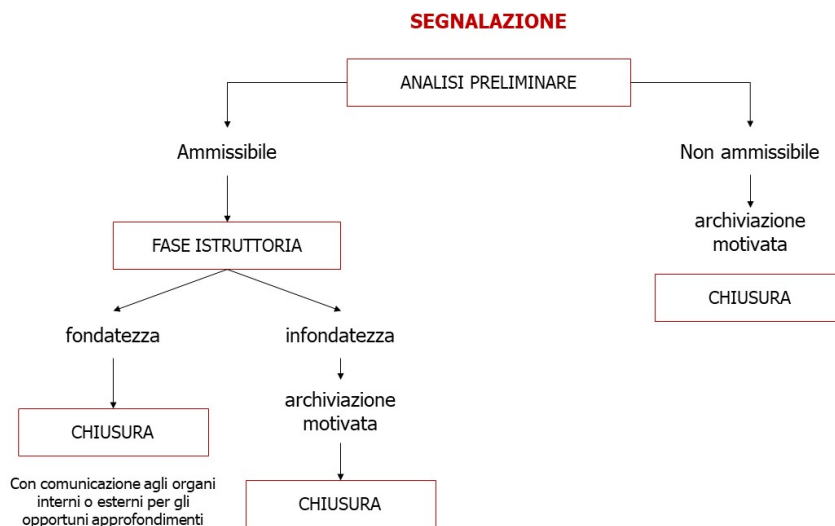 SEGNALAZIONE
ANALISI PRELIMINARE
Ammissibile
Non ammissibile
archiviazione
motivata
FASE ISTRUTTORIA
CHIUSURA
fondatezza
infondatezza
archiviazione
motivata
CHIUSURA
Con comunicazione agli organi
interni o esterni per gli
opportuni approfondimenti
CHIUSURA